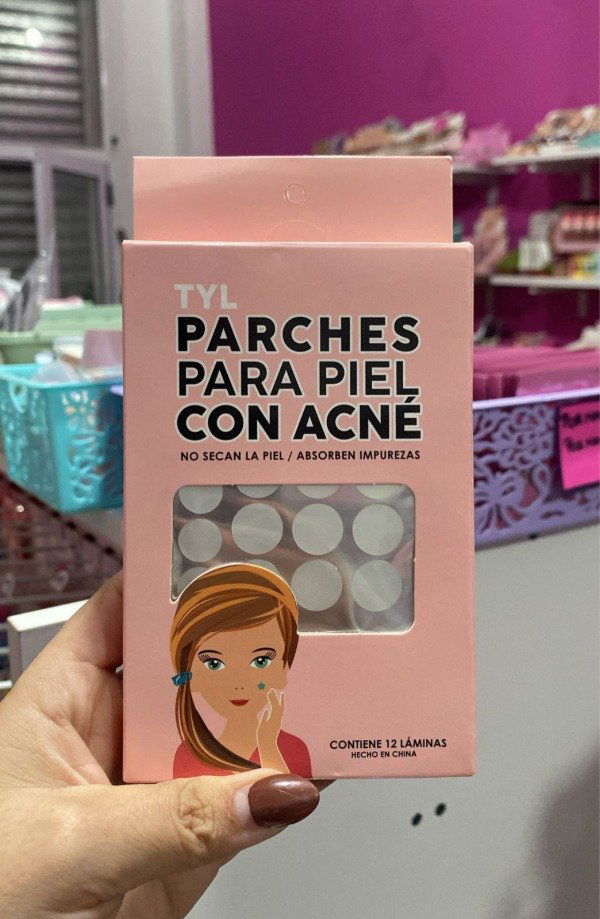 TYL
PARCHES
PARA PIEL
CON ACNÉ
NO SECAN LA PIEL / ABSORBEN IMPUREZAS
CONTIENE 12 LÁMINAS
HECHO EN CHINA